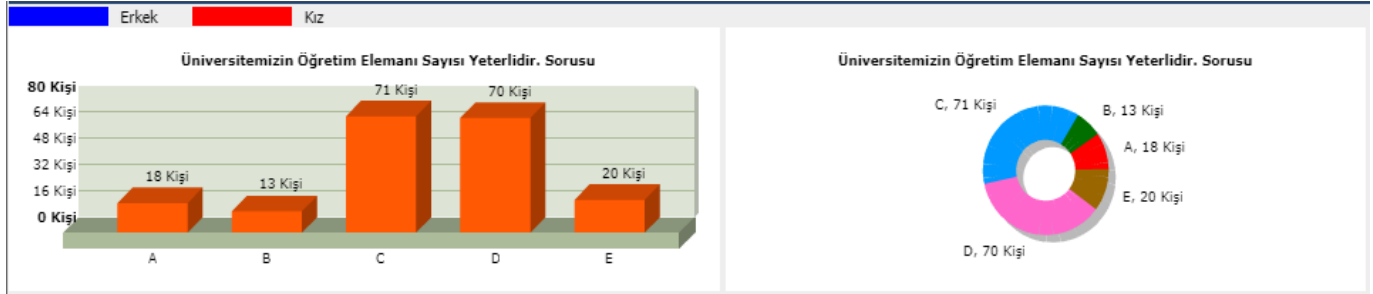 Erkek Kız
Üniversitemizin Öğretim Elemanı Sayısı Yeterlidir. Sorusu
80 Kişi
64 Kişi
48 Kişi
32 Kişi
16 Kişi
0 Kişi
18 Kişi
13 Kişi
71 Kişi
70 Kişi
20 Kişi
A B C D E
Üniversitemizin Öğretim Elemanı Sayısı Yeterlidir. Sorusu
C, 71 Kişi
B, 13 Kişi
A, 18 Kişi
E, 20 Kişi
D, 70 Kişi